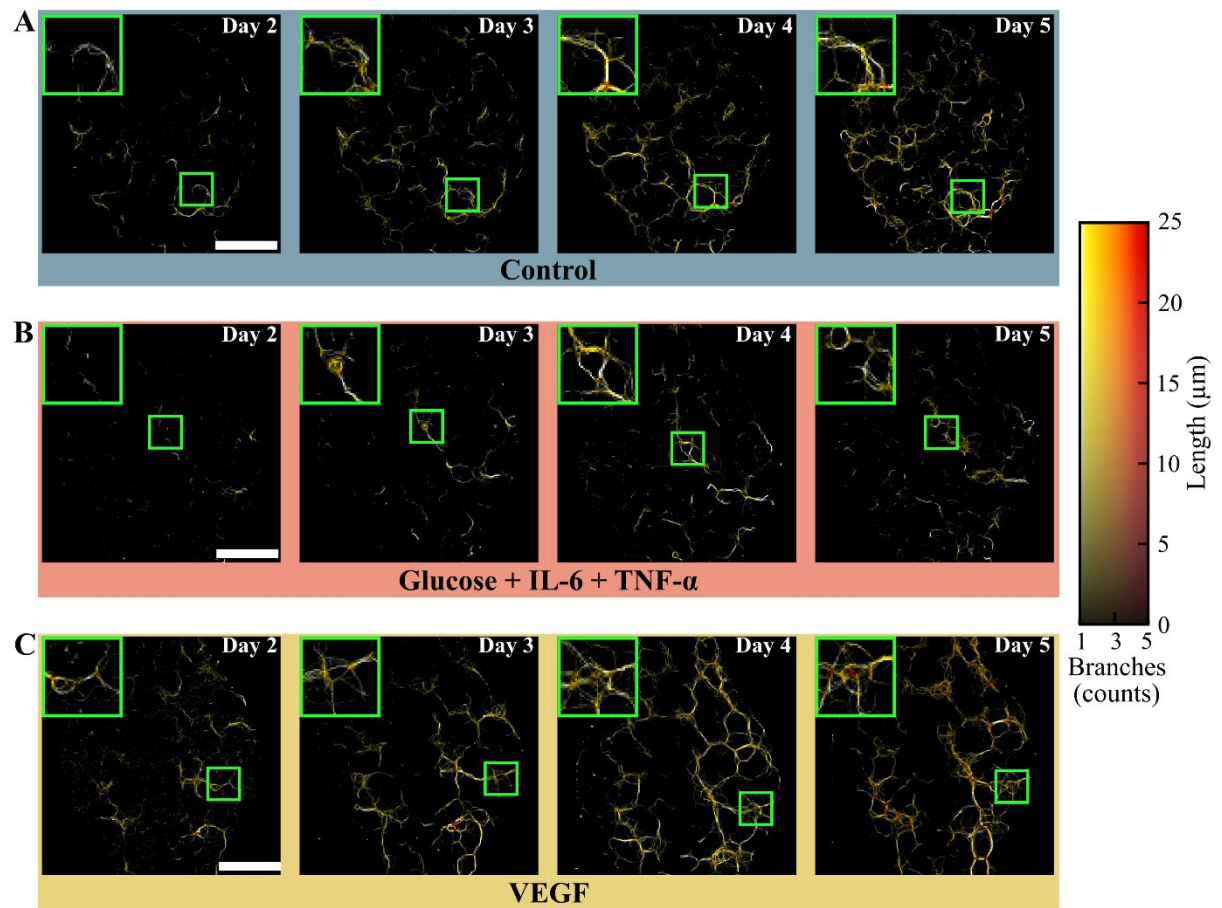 A
Day 2
Day 3
Day 4
Day 5
Control
B
Day 2
Day 3
Day 4
Day 5
Glucose + IL-6 + TNF-α
C
Day 2
Day 3
Day 4
Day 5
VEGF
25
20
15
10
5
0
Length (μm)
1 3 5
Branches
(counts)